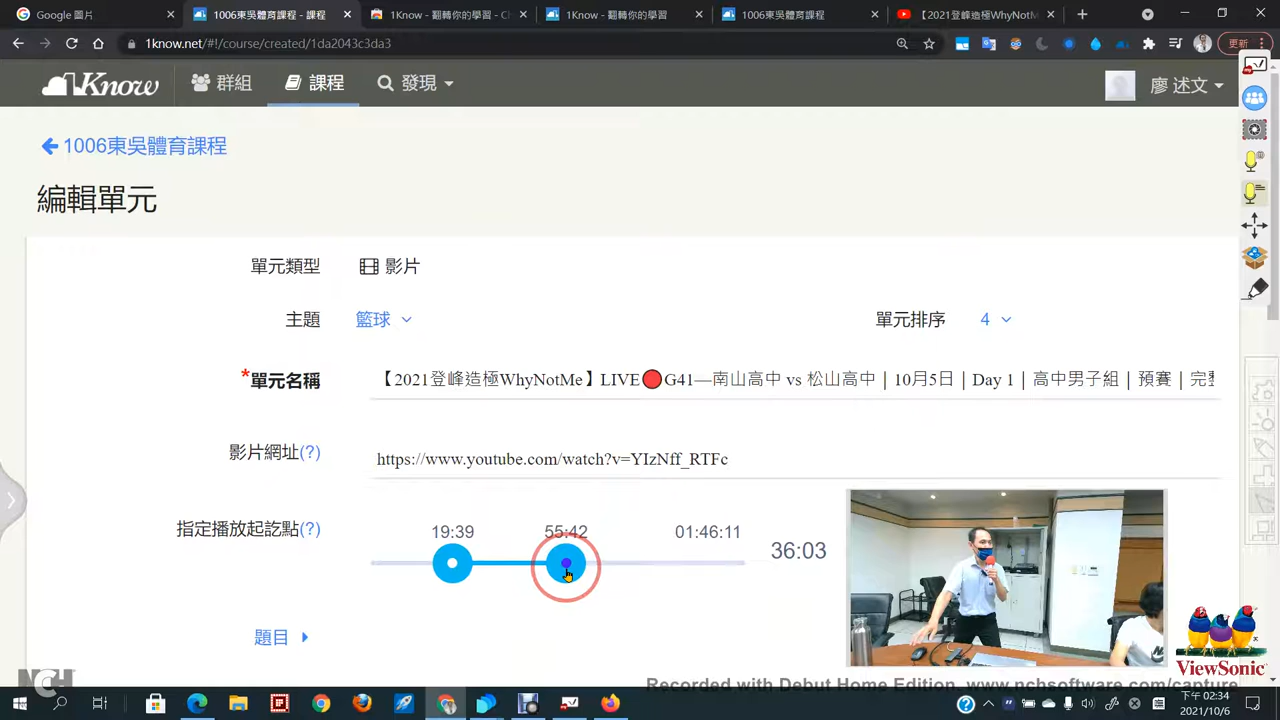 Google 圖片
1006東吳體育課程 - 課程
1Know - 翻轉你的學習 - Ch
1Know - 翻轉你的學習
1006東吳體育課程
【2021登峰造極WhyNotM
1know.net/#!/course/created/1da2043c3da3
更新
1Know
群組
課程
發現
廖 述文
1006東吳體育課程
編輯單元
單元類型
影片
主題
籃球
單元排序
4
*單元名稱
【2021登峰造極WhyNotMe】LIVE🔴G41—南山高中 vs 松山高中 | 10月5日 | Day 1 | 高中男子組 | 預賽 | 完整
影片網址(?)
https://www.youtube.com/watch?v=YIzNff_RTFc
指定播放起訖點(?)
19:39
55:42
01:46:11
36:03
題目
ViewSonic
NCH
Recorded with Debut Home Edition. www.nchsoftware.com/capture
下午 02:34
2021/10/6